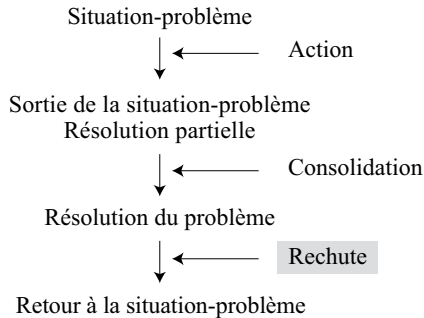 Situation-problème
Action
Sortie de la situation-problème
Résolution partielle
Consolidation
Résolution du problème
Rechute
Retour à la situation-problème